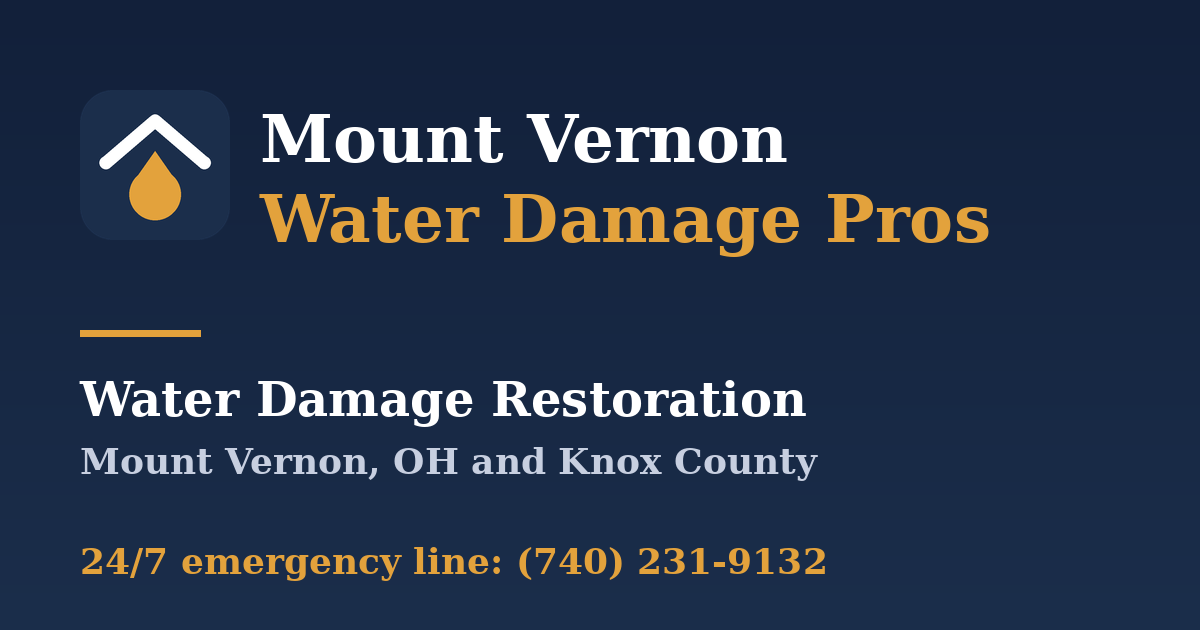 Mount Vernon
Water Damage Pros
Water Damage Restoration
Mount Vernon, OH and Knox County
24/7 emergency line: (740) 231-9132